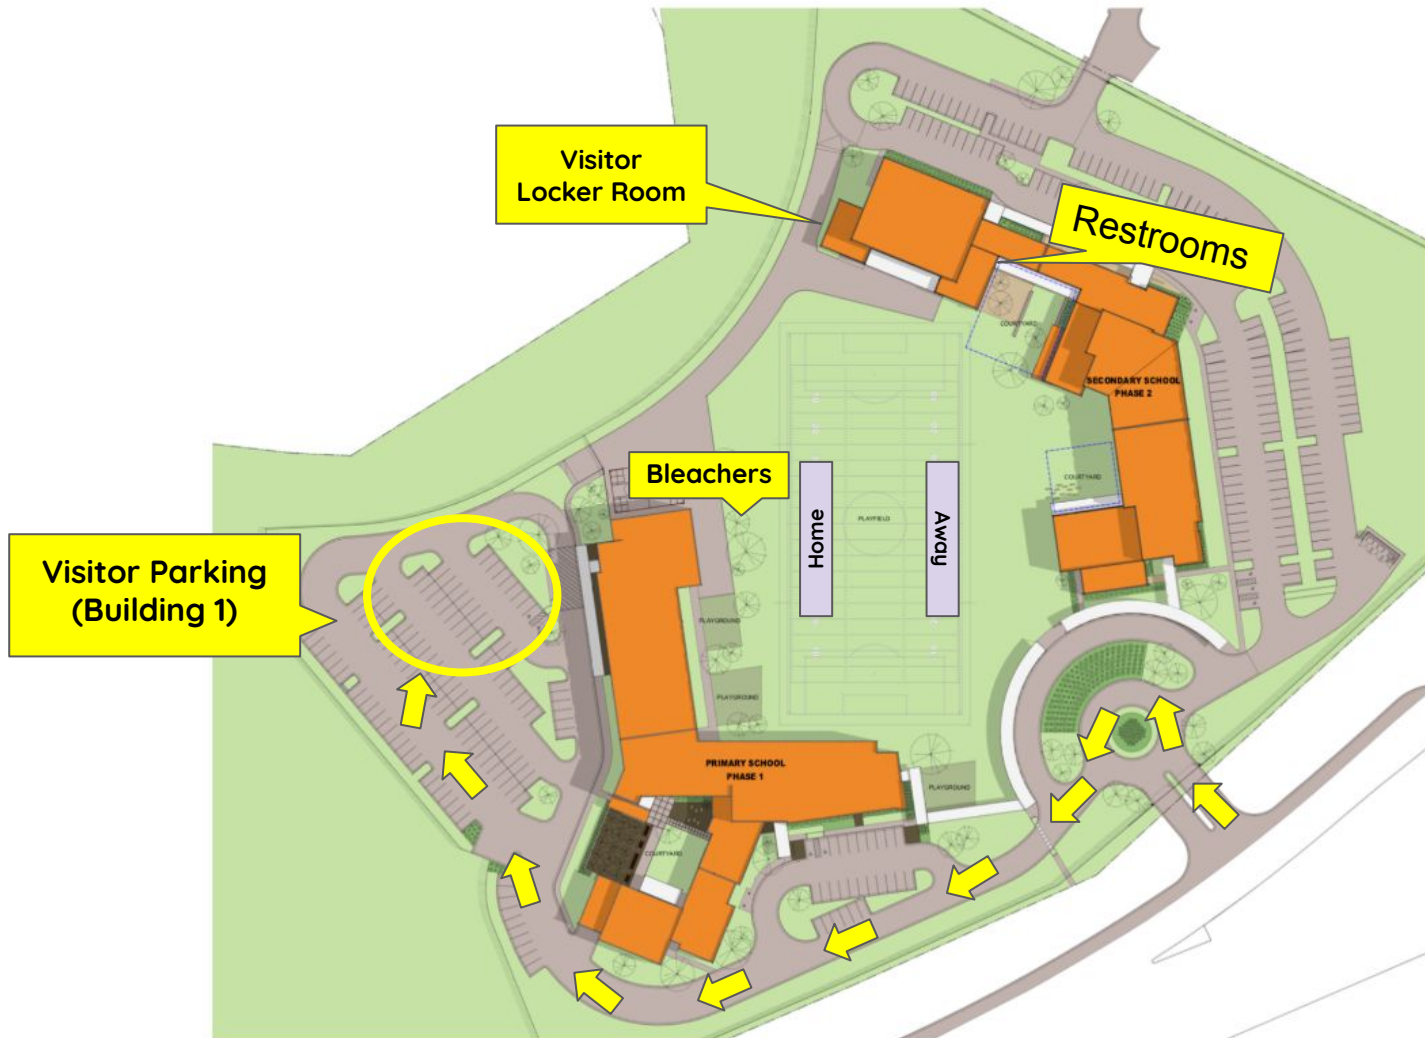 Visitor
Locker Room
Restrooms
COURTYARD
SECONDARY SCHOOL
PHASE 2
Bleachers
COURTYARD
Home
PLAYFIELD
Away
Visitor Parking
(Building 1)
PLAYGROUND
PLAYGROUND
PRIMARY SCHOOL
PHASE 1
PLAYGROUND
COURTYARD